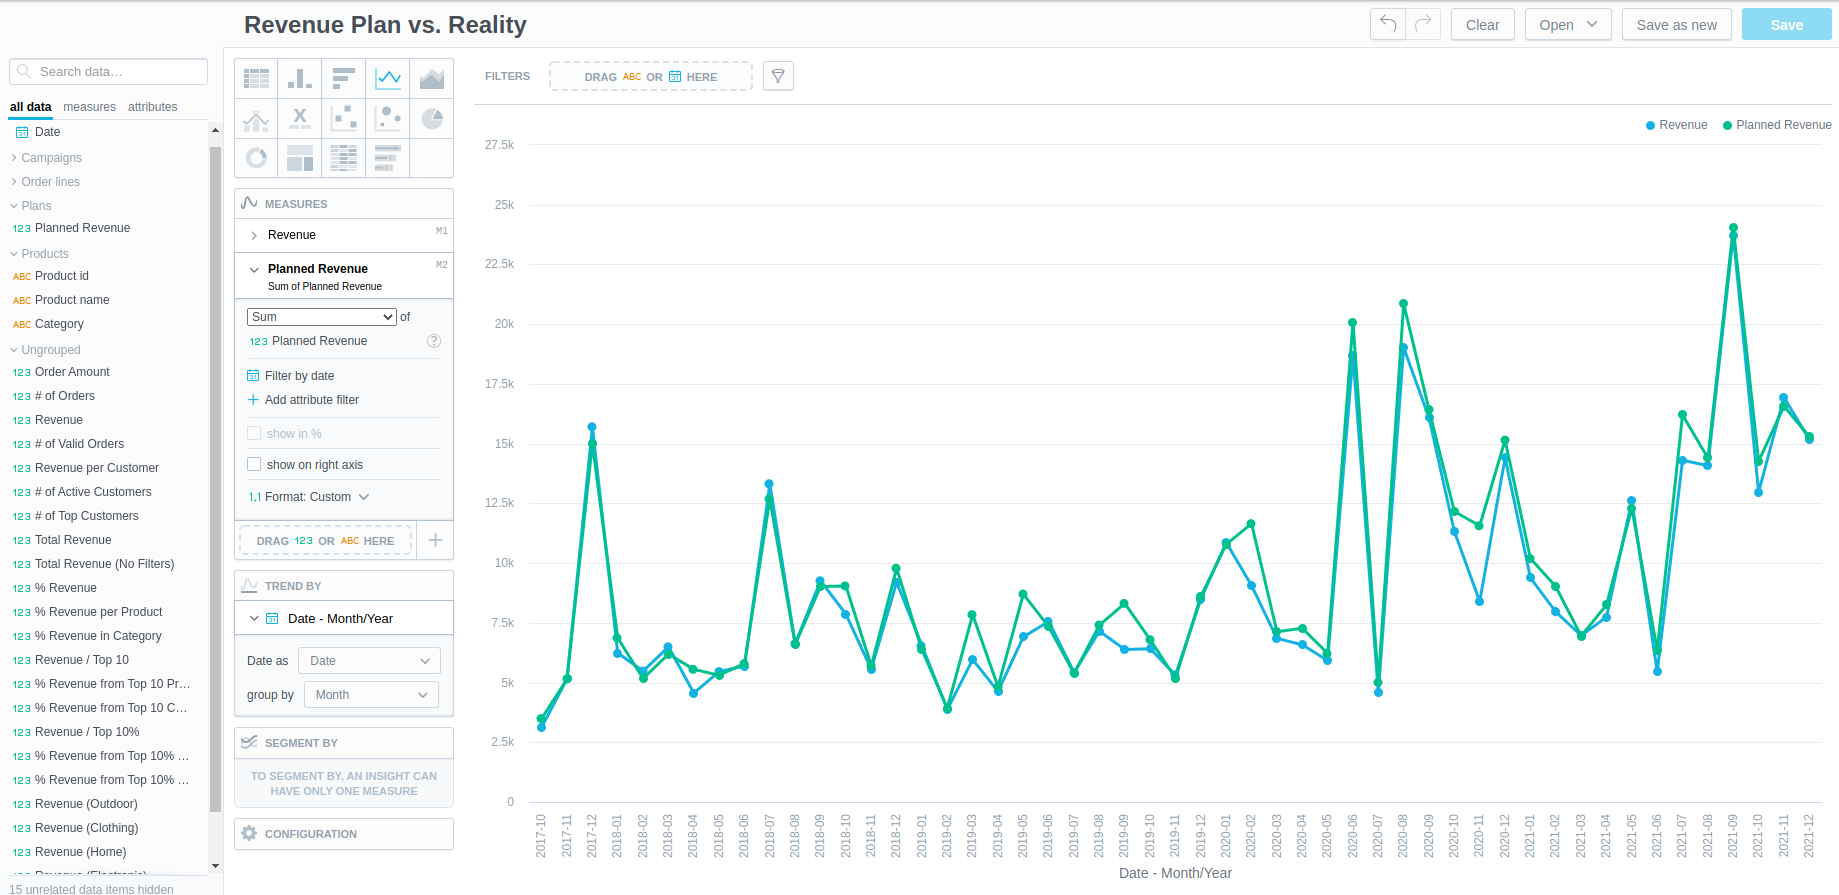 Revenue Plan vs. Reality
Clear
Open
Save as new
Save
Search data...
all data measures attributes
Date
Campaigns
Order lines
Plans
123 Planned Revenue
Products
ABC Product id
ABC Product name
ABC Category
Ungrouped
123 Order Amount
123 # of Orders
123 Revenue
123 # of Valid Orders
123 Revenue per Customer
123 # of Active Customers
123 # of Top Customers
123 Total Revenue
123 Total Revenue (No Filters)
123 % Revenue
123 % Revenue per Product
123 % Revenue in Category
123 Revenue / Top 10
123 % Revenue from Top 10 Pr...
123 % Revenue from Top 10 C...
123 Revenue / Top 10%
123 % Revenue from Top 10% ...
123 % Revenue from Top 10% ...
123 Revenue (Outdoor)
123 Revenue (Clothing)
123 Revenue (Home)
15 unrelated data items hidden
MEASURES
Revenue M1
Planned Revenue M2
Sum of Planned Revenue
Sum of
123 Planned Revenue ?
Filter by date
Add attribute filter
show in %
show on right axis
1.1 Format: Custom
DRAG 123 OR ABC HERE
TREND BY
Date - Month/Year
Date as Date
group by Month
SEGMENT BY
TO SEGMENT BY, AN INSIGHT CAN
HAVE ONLY ONE MEASURE
CONFIGURATION
FILTERS
DRAG ABC OR 31 HERE
Revenue Planned Revenue
27.5k
25k
22.5k
20k
17.5k
15k
12.5k
10k
7.5k
5k
2.5k
0
2017-10
2017-11
2017-12
2018-01
2018-02
2018-03
2018-04
2018-05
2018-06
2018-07
2018-08
2018-09
2018-10
2018-11
2018-12
2019-01
2019-02
2019-03
2019-04
2019-05
2019-06
2019-07
2019-08
2019-09
2019-10
2019-11
2019-12
2020-01
2020-02
2020-03
2020-04
2020-05
2020-06
2020-07
2020-08
2020-09
2020-10
2020-11
2020-12
2021-01
2021-02
2021-03
2021-04
2021-05
2021-06
2021-07
2021-08
2021-09
2021-10
2021-11
2021-12
Date - Month/Year